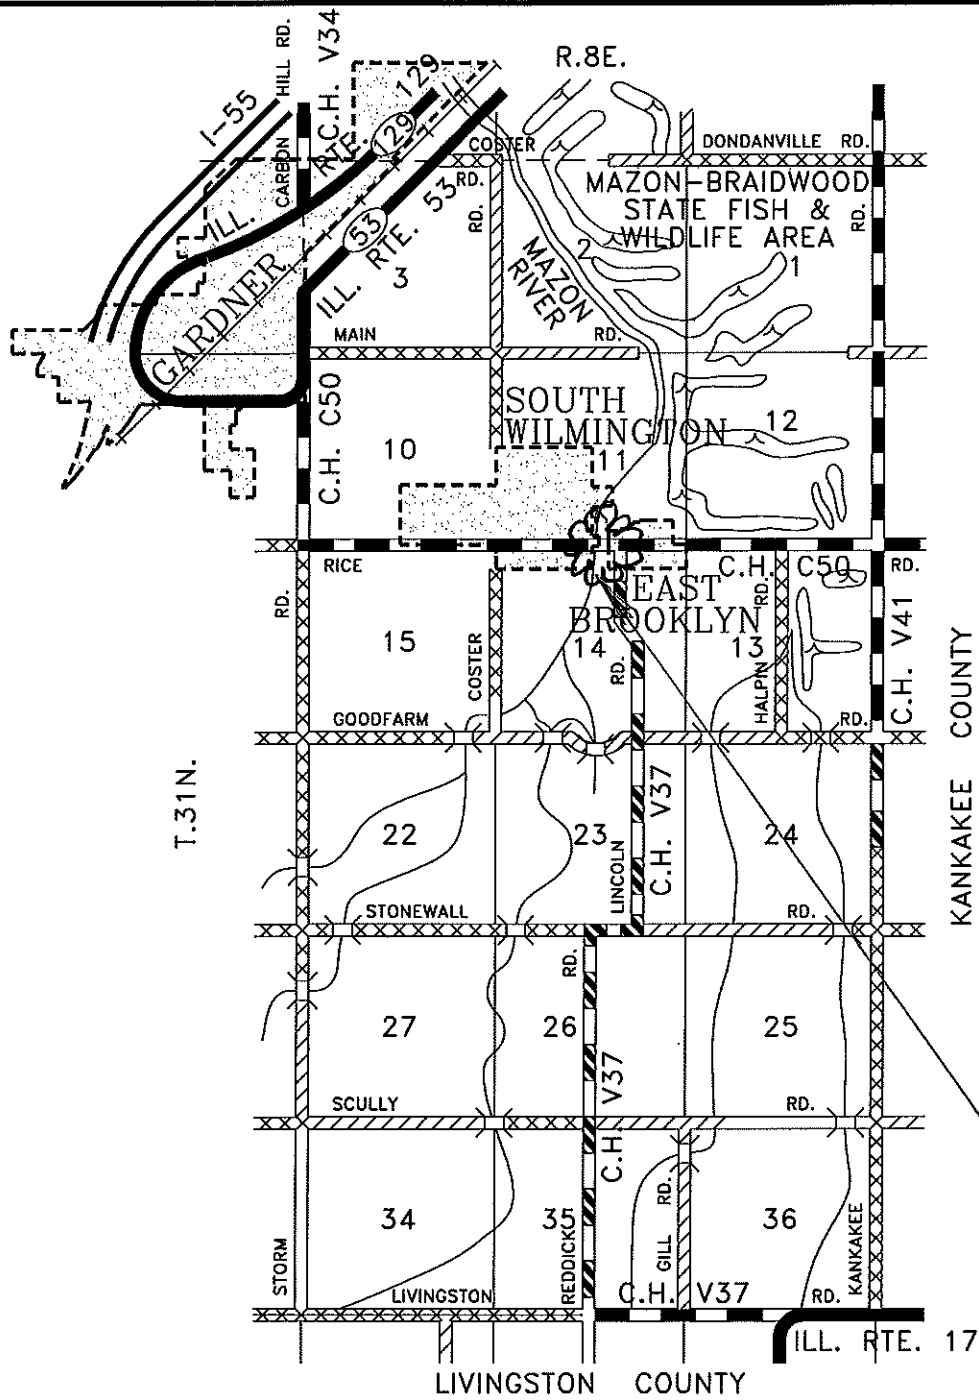 R.8E.
I-55
CARBON HILL RD.
C.H. V34
ILL. RTE. 129
129
COSTER RD.
DONDANVILLE RD.
MAZON-BRAIDWOOD
STATE FISH &
WILDLIFE AREA
RD.
RD.
53
ILL. RTE. 53
GARDNER
3
2
1
MAZON
RIVER
MAIN RD.
C.H. C50
SOUTH
WILMINGTON
10
11
12
RICE RD.
C.H. C50
EAST
BROOKLYN
RD.
15
14
13
COSTER
RD.
HALPIN RD.
C.H. V41
GOODFARM RD.
T.31N.
KANKAKEE COUNTY
22
23
24
LINCOLN
C.H. V37
STONEWALL RD.
RD.
27
26
25
C.H. V37
SCULLY RD.
34
35
36
STORM
REDDICK
GILL RD.
KANKAKEE
LIVINGSTON RD.
C.H. V37
ILL. RTE. 17
LIVINGSTON COUNTY